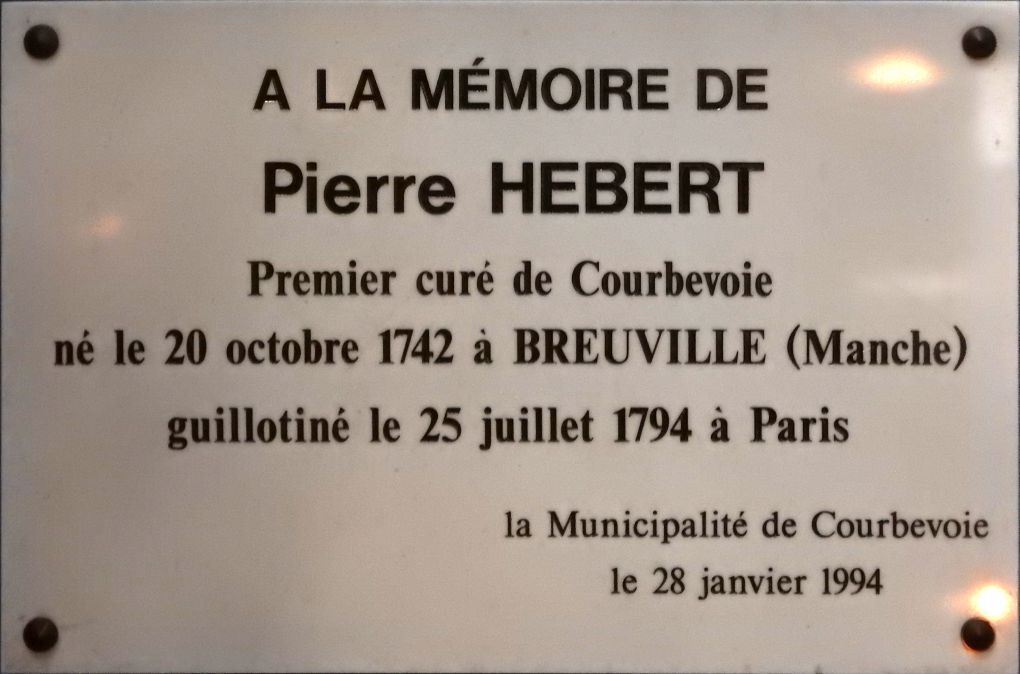 A LA MÉMOIRE DE
Pierre HEBERT
Premier curé de Courbevoie
né le 20 octobre 1742 à BREUVILLE (Manche)
guillotiné le 25 juillet 1794 à Paris
la Municipalité de Courbevoie
le 28 janvier 1994